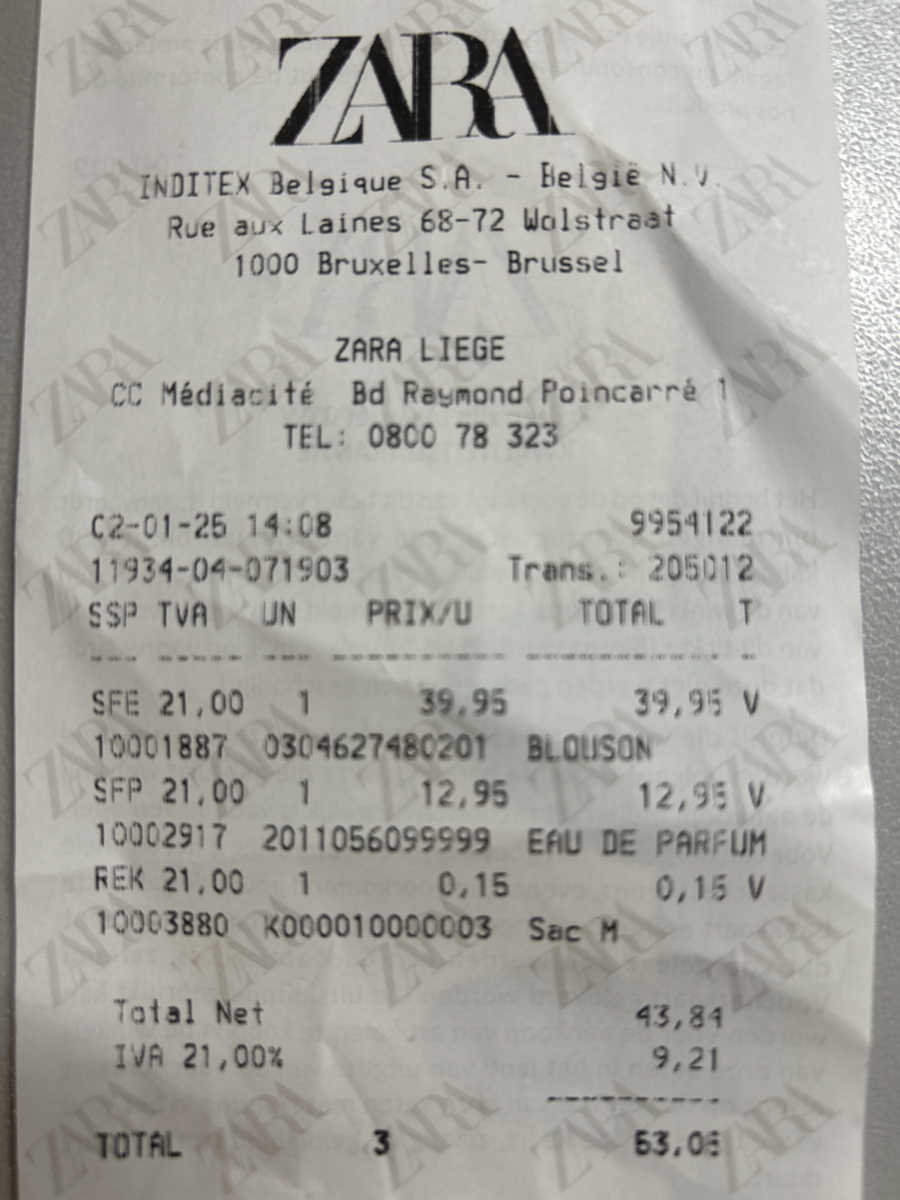 ZARA
INDITEX Belgique S.A. - België N.V.
Rue aux Laines 68-72 Wolstraat
1000 Bruxelles- Brussel
ZARA LIEGE
CC Médiacité Bd Raymond Poincarré 1
TEL: 0800 78 323
02-01-25 14:08 9954122
11934-04-071903 Trans.: 205012
SSP TVA UN PRIX/U TOTAL T
SFE 21,00 1 39,95 39,95 V
10001887 0304627480201 BLOUSON
SFP 21,00 1 12,95 12,95 V
10002917 2011056099999 EAU DE PARFUM
REK 21,00 1 0,15 0,15 V
10003880 K000010000003 Sac M
Total Net 43,84
IVA 21,00% 9,21
TOTAL 3 53,05